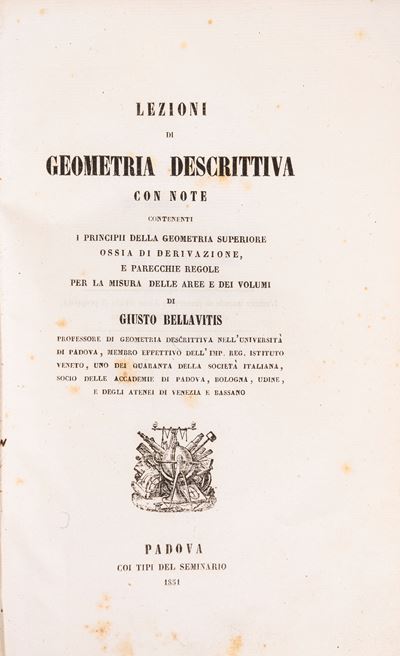 LEZIONI
DI
GEOMETRIA DESCRITTIVA
CON NOTE
CONTENENTI
I PRINCIPII DELLA GEOMETRIA SUPERIORE
OSSIA DI DERIVAZIONE,
E PARECCHIE REGOLE
PER LA MISURA DELLE AREE E DEI VOLUMI
DI
GIUSTO BELLAVITIS
PROFESSORE DI GEOMETRIA DESCRITTIVA NELL'UNIVERSITÀ
DI PADOVA, MEMBRO EFFETTIVO DELL'IMP. REG. ISTITUTO
VENETO, UNO DEI QUARANTA DELLA SOCIETÀ ITALIANA,
SOCIO DELLE ACCADEMIE DI PADOVA, BOLOGNA, UDINE,
E DEGLI ATENEI DI VENEZIA E BASSANO
PADOVA
COI TIPI DEL SEMINARIO
1851